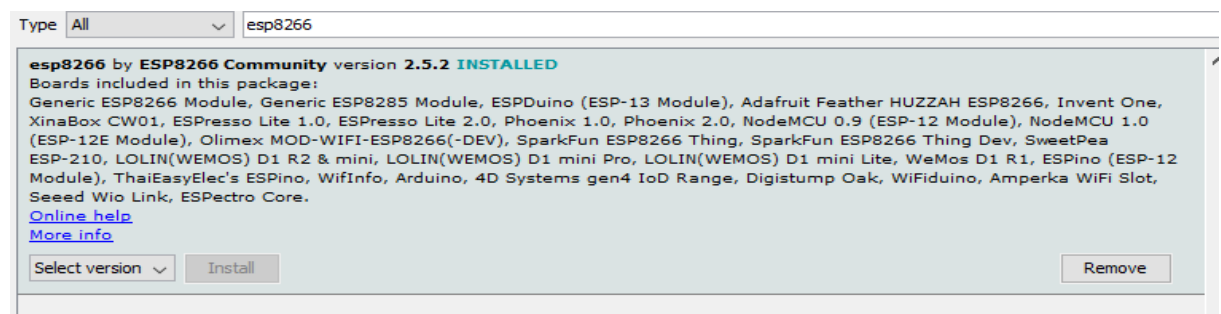 Type All esp8266
esp8266 by ESP8266 Community version 2.5.2 INSTALLED
Boards included in this package:
Generic ESP8266 Module, Generic ESP8285 Module, ESPDuino (ESP-13 Module), Adafruit Feather HUZZAH ESP8266, Invent One,
XinaBox CW01, ESPresso Lite 1.0, ESPresso Lite 2.0, Phoenix 1.0, Phoenix 2.0, NodeMCU 0.9 (ESP-12 Module), NodeMCU 1.0
(ESP-12E Module), Olimex MOD-WIFI-ESP8266(-DEV), SparkFun ESP8266 Thing, SparkFun ESP8266 Thing Dev, SweetPea
ESP-210, LOLIN(WEMOS) D1 R2 & mini, LOLIN(WEMOS) D1 mini Pro, LOLIN(WEMOS) D1 mini Lite, WeMos D1 R1, ESPino (ESP-12
Module), ThaiEasyElec's ESPino, WifInfo, Arduino, 4D Systems gen4 IoD Range, Digistump Oak, WiFiduino, Amperka WiFi Slot,
Seeed Wio Link, ESPectro Core.
Online help
More info
Select version Install Remove